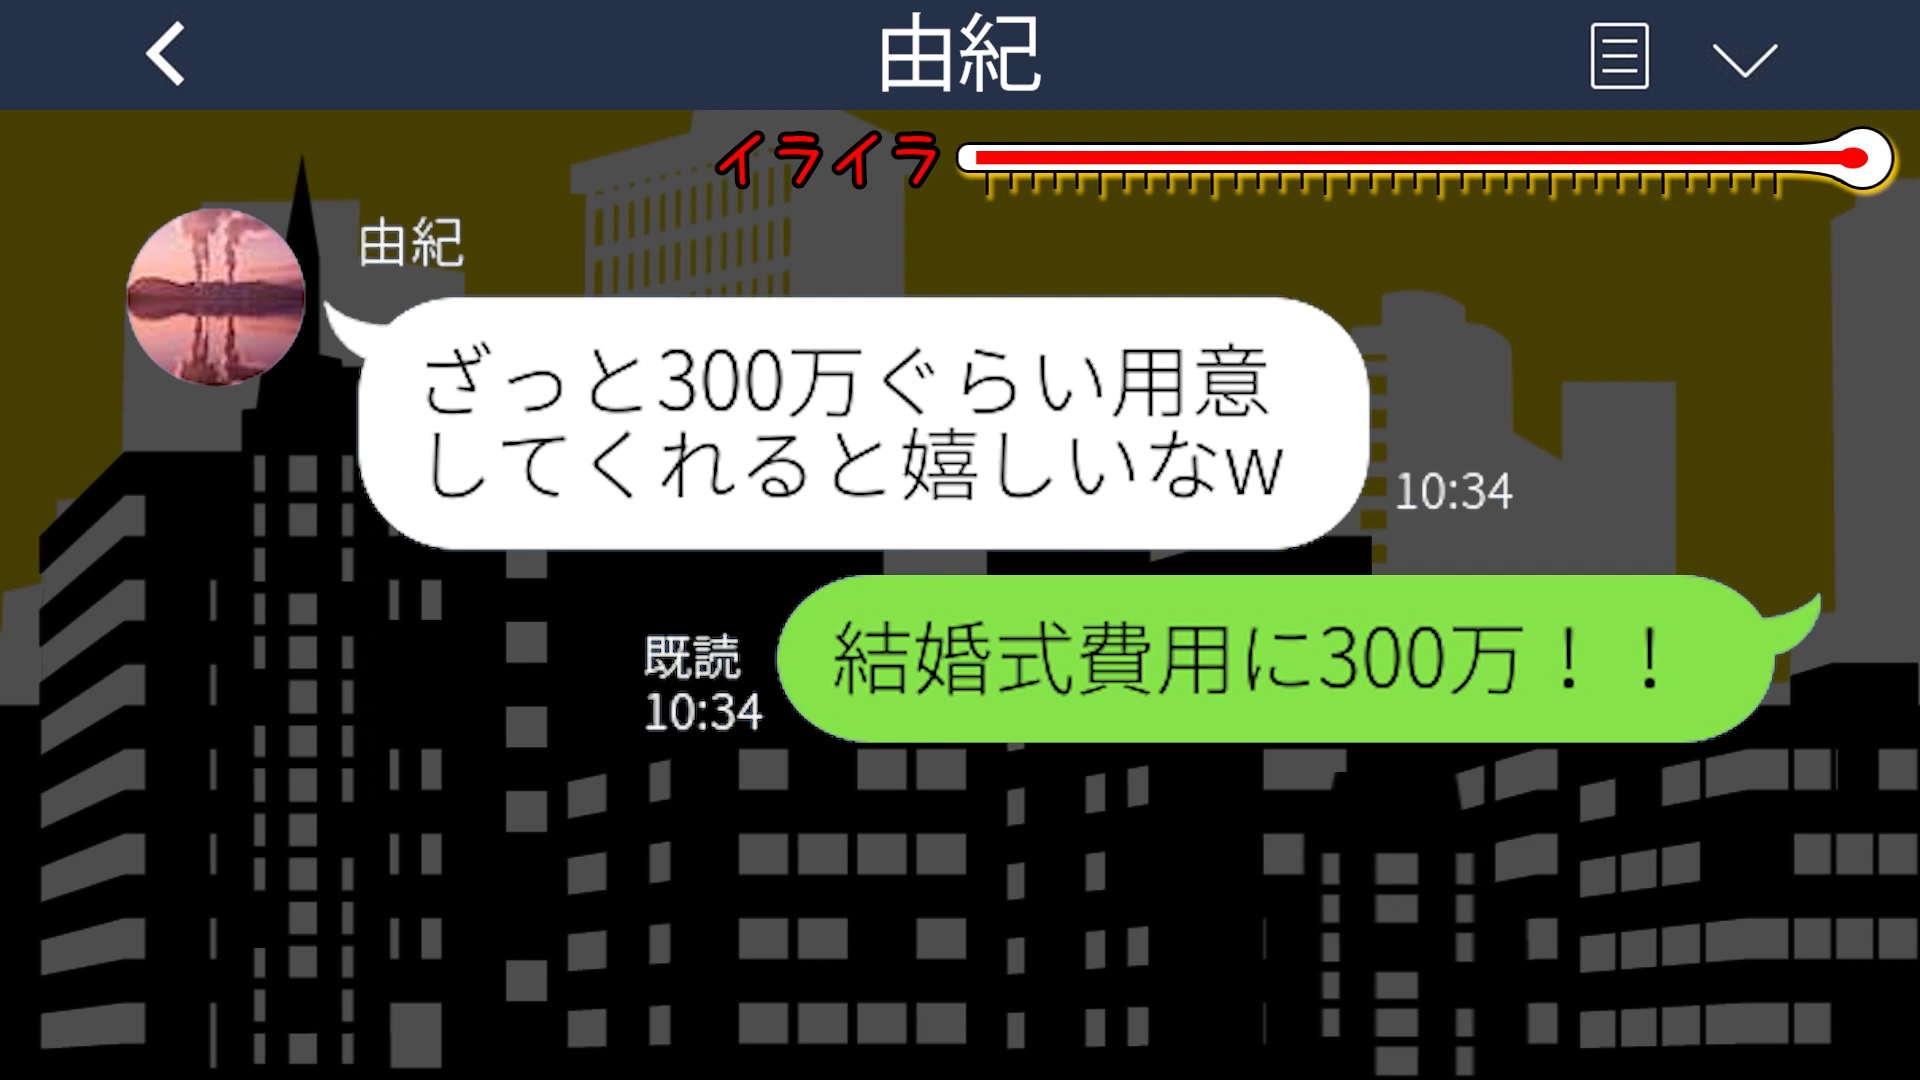 由紀
イライラ
由紀
ざっと300万ぐらい用意
してくれると嬉しいなw
10:34
既読
10:34
結婚式費用に300万！！